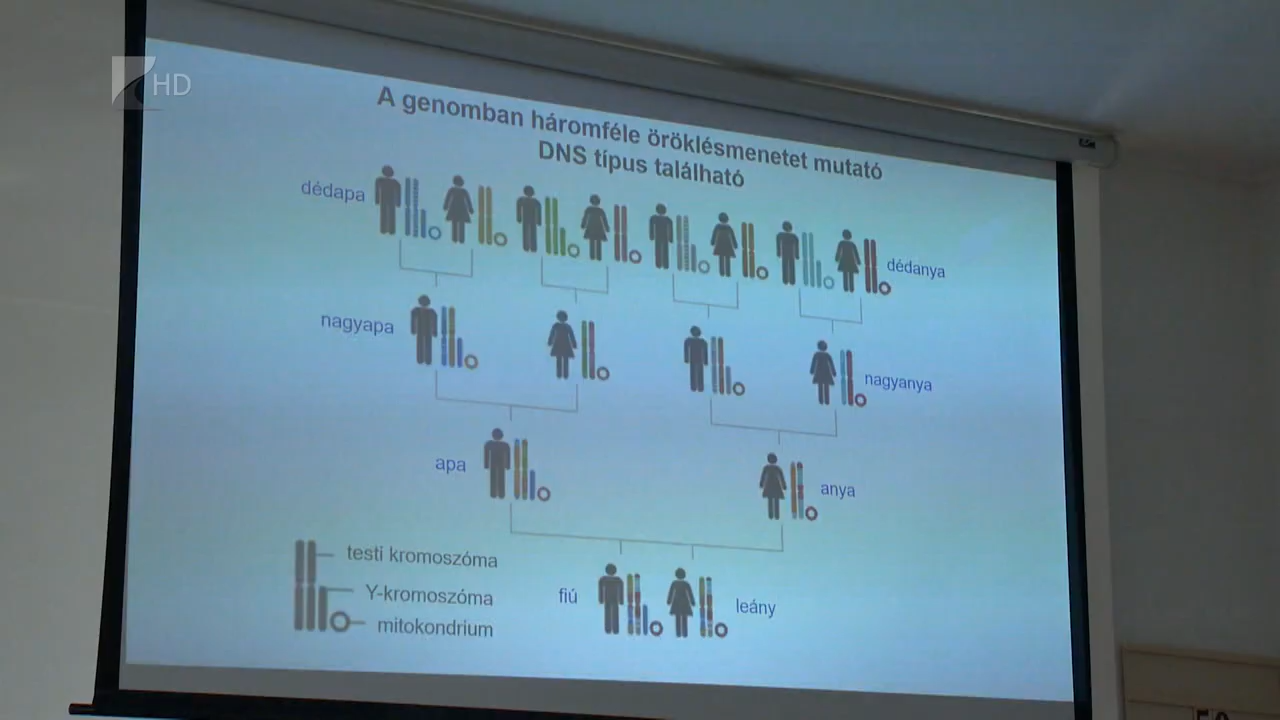 HD
A genomban háromféle öröklésmenetet mutató
DNS típus található
dédapa
dédanya
nagyapa
nagyanya
apa
anya
testi kromoszóma
Y-kromoszóma
mitokondrium
fiú
leány